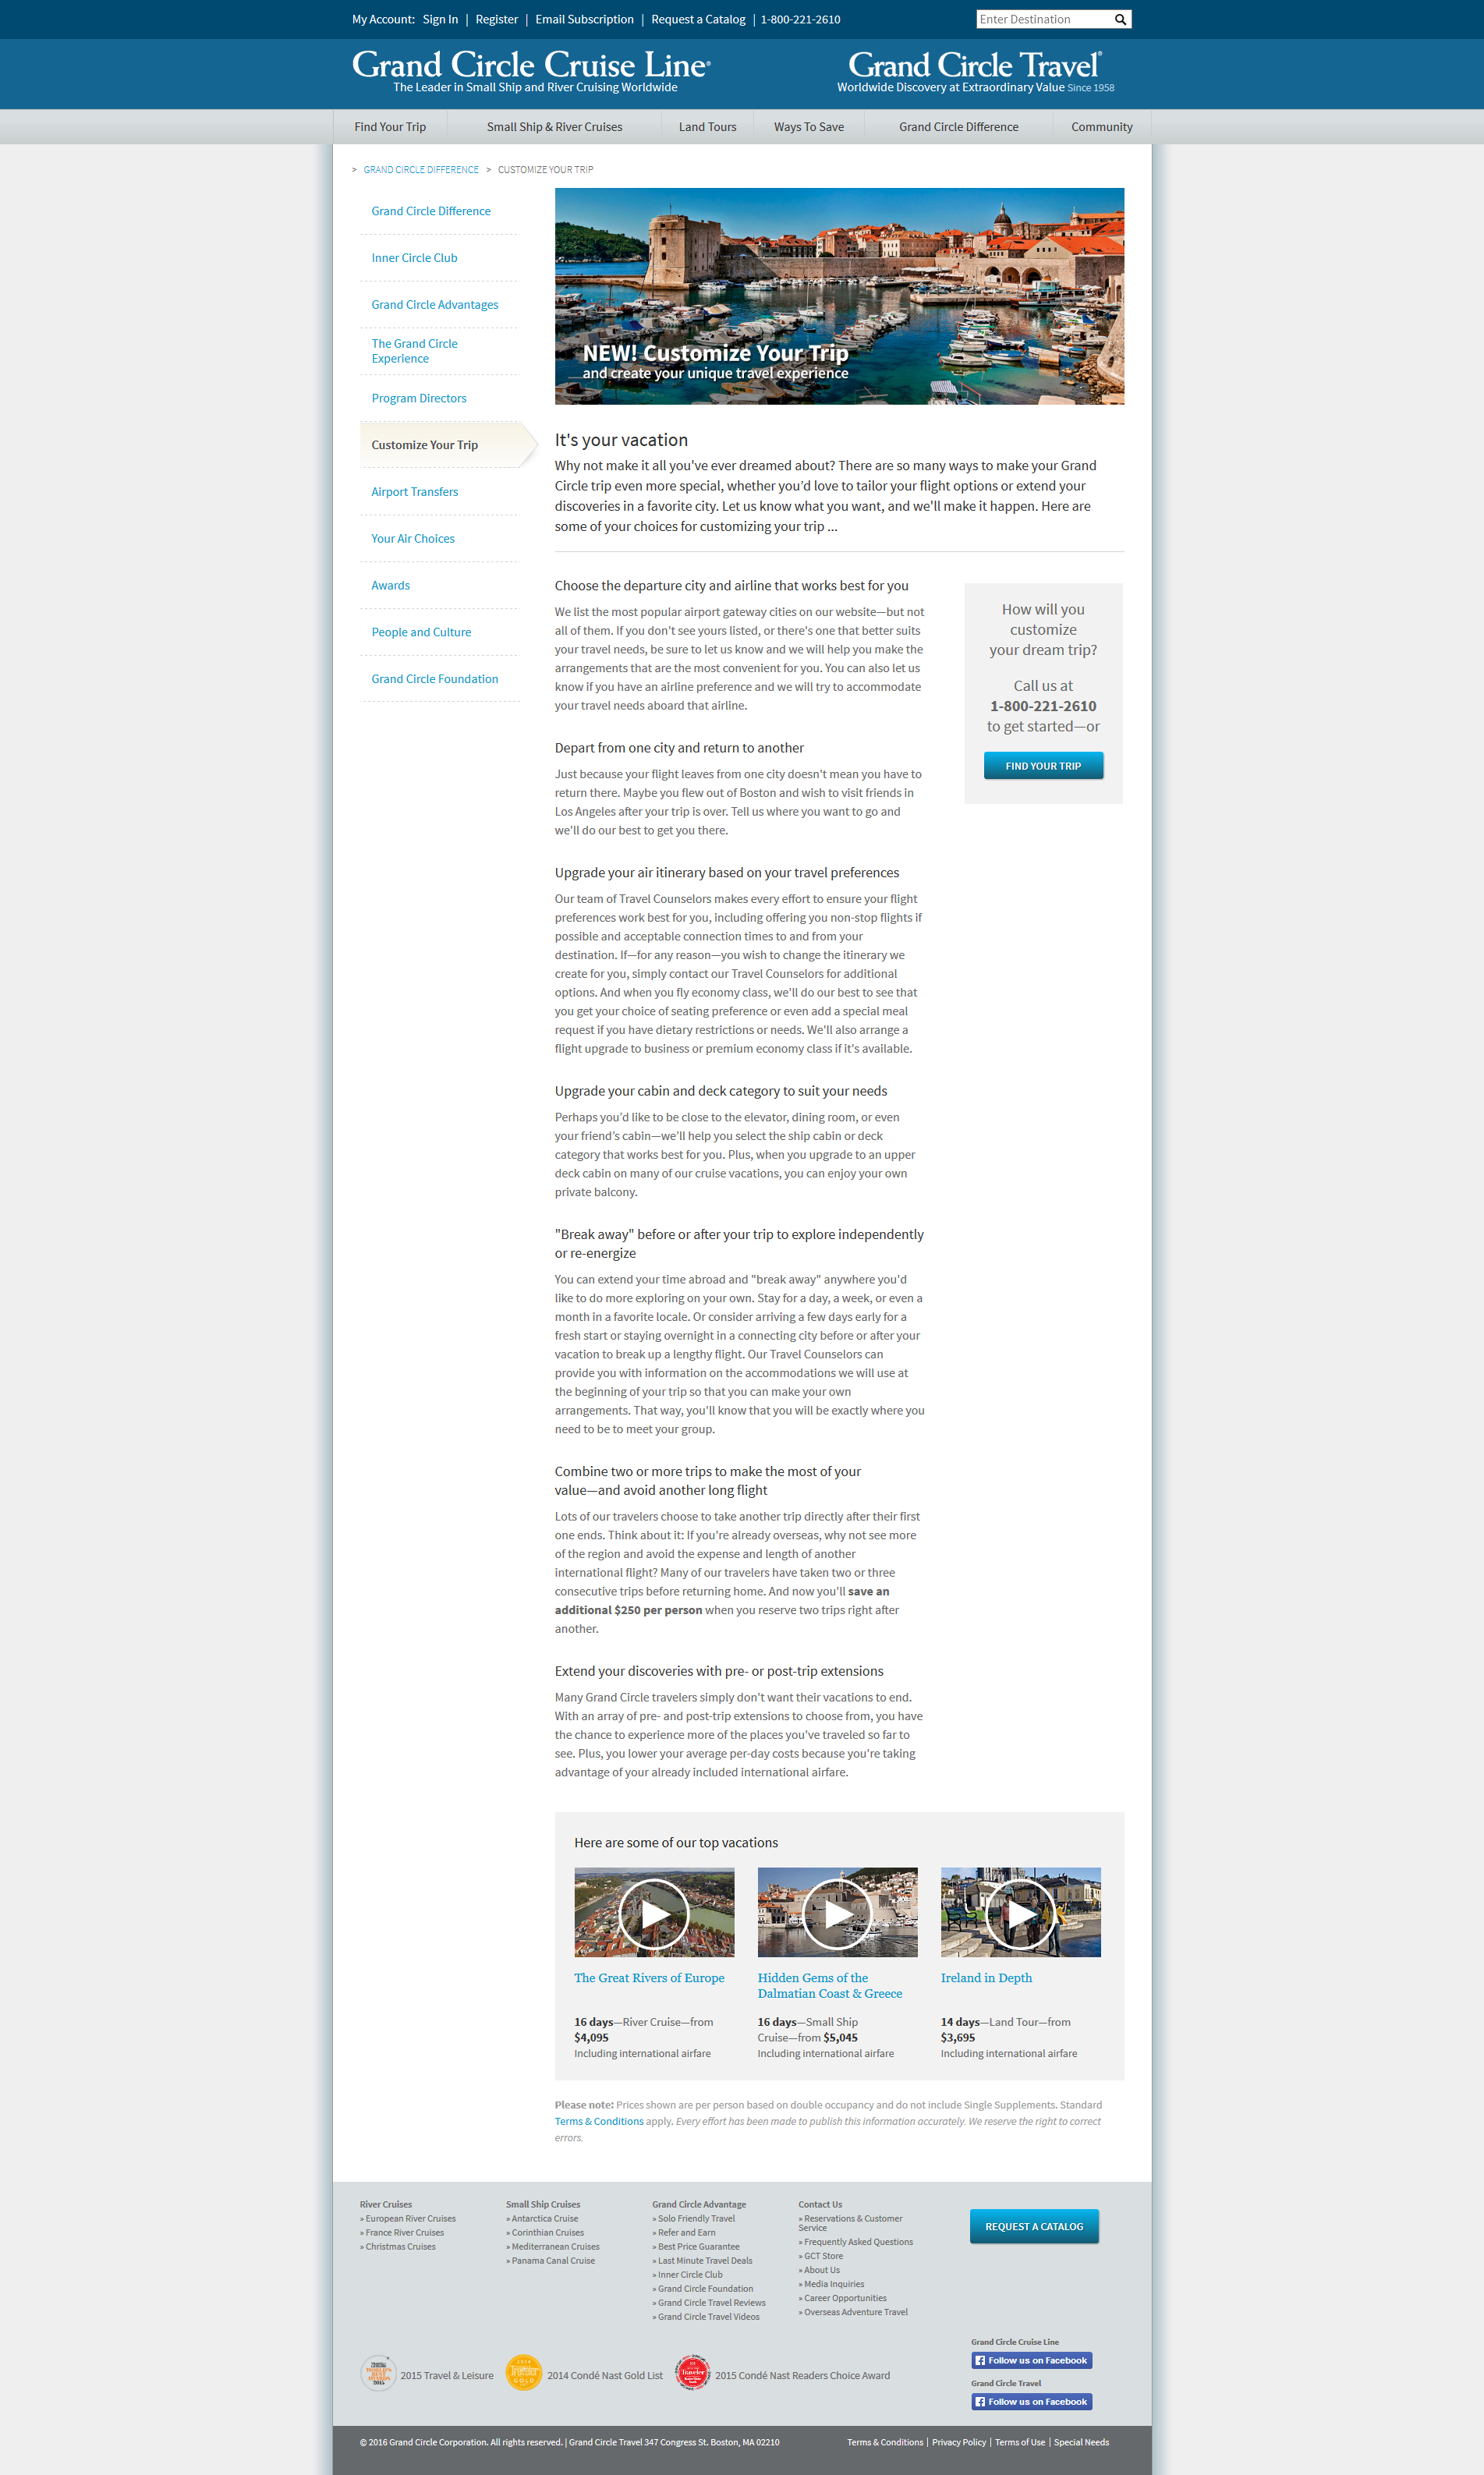 My Account: Sign In | Register | Email Subscription | Request a Catalog | 1-800-221-2610
Enter Destination
Grand Circle Cruise Line®
The Leader in Small Ship and River Cruising Worldwide
Grand Circle Travel®
Worldwide Discovery at Extraordinary Value Since 1958
Find Your Trip
Small Ship & River Cruises
Land Tours
Ways To Save
Grand Circle Difference
Community
> GRAND CIRCLE DIFFERENCE > CUSTOMIZE YOUR TRIP
Grand Circle Difference
Inner Circle Club
Grand Circle Advantages
The Grand Circle
Experience
Program Directors
Customize Your Trip
Airport Transfers
Your Air Choices
Awards
People and Culture
Grand Circle Foundation
NEW! Customize Your Trip
and create your unique travel experience
It's your vacation
Why not make it all you've ever dreamed about? There are so many ways to make your Grand
Circle trip even more special, whether you’d love to tailor your flight options or extend your
discoveries in a favorite city. Let us know what you want, and we'll make it happen. Here are
some of your choices for customizing your trip ...
Choose the departure city and airline that works best for you
We list the most popular airport gateway cities on our website—but not
all of them. If you don't see yours listed, or there's one that better suits
your travel needs, be sure to let us know and we will help you make the
arrangements that are the most convenient for you. You can also let us
know if you have an airline preference and we will try to accommodate
your travel needs aboard that airline.
Depart from one city and return to another
Just because your flight leaves from one city doesn't mean you have to
return there. Maybe you flew out of Boston and wish to visit friends in
Los Angeles after your trip is over. Tell us where you want to go and
we'll do our best to get you there.
Upgrade your air itinerary based on your travel preferences
Our team of Travel Counselors makes every effort to ensure your flight
preferences work best for you, including offering you non-stop flights if
possible and acceptable connection times to and from your
destination. If—for any reason—you wish to change the itinerary we
create for you, simply contact our Travel Counselors for additional
options. And when you fly economy class, we'll do our best to see that
you get your choice of seating preference or even add a special meal
request if you have dietary restrictions or needs. We'll also arrange a
flight upgrade to business or premium economy class if it's available.
Upgrade your cabin and deck category to suit your needs
Perhaps you’d like to be close to the elevator, dining room, or even
your friend’s cabin—we’ll help you select the ship cabin or deck
category that works best for you. Plus, when you upgrade to an upper
deck cabin on many of our cruise vacations, you can enjoy your own
private balcony.
"Break away" before or after your trip to explore independently
or re-energize
You can extend your time abroad and "break away" anywhere you'd
like to do more exploring on your own. Stay for a day, a week, or even a
month in a favorite locale. Or consider arriving a few days early for a
fresh start or staying overnight in a connecting city before or after your
vacation to break up a lengthy flight. Our Travel Counselors can
provide you with information on the accommodations we will use at
the beginning of your trip so that you can make your own
arrangements. That way, you'll know that you will be exactly where you
need to be to meet your group.
Combine two or more trips to make the most of your
value—and avoid another long flight
Lots of our travelers choose to take another trip directly after their first
one ends. Think about it: If you're already overseas, why not see more
of the region and avoid the expense and length of another
international flight? Many of our travelers have taken two or three
consecutive trips before returning home. And now you'll save an
additional $250 per person when you reserve two trips right after
another.
Extend your discoveries with pre- or post-trip extensions
Many Grand Circle travelers simply don't want their vacations to end.
With an array of pre- and post-trip extensions to choose from, you have
the chance to experience more of the places you've traveled so far to
see. Plus, you lower your average per-day costs because you're taking
advantage of your already included international airfare.
How will you
customize
your dream trip?
Call us at
1-800-221-2610
to get started—or
FIND YOUR TRIP
Here are some of our top vacations
The Great Rivers of Europe
16 days—River Cruise—from
$4,095
Including international airfare
Hidden Gems of the
Dalmatian Coast & Greece
16 days—Small Ship
Cruise—from $5,045
Including international airfare
Ireland in Depth
14 days—Land Tour—from
$3,695
Including international airfare
Please note: Prices shown are per person based on double occupancy and do not include Single Supplements. Standard
Terms & Conditions apply. Every effort has been made to publish this information accurately. We reserve the right to correct
errors.
River Cruises
» European River Cruises
» France River Cruises
» Christmas Cruises
Small Ship Cruises
» Antarctica Cruise
» Corinthian Cruises
» Mediterranean Cruises
» Panama Canal Cruise
Grand Circle Advantage
» Solo Friendly Travel
» Refer and Earn
» Best Price Guarantee
» Last Minute Travel Deals
» Inner Circle Club
» Grand Circle Foundation
» Grand Circle Travel Reviews
» Grand Circle Travel Videos
Contact Us
» Reservations & Customer
Service
» Frequently Asked Questions
» GCT Store
» About Us
» Media Inquiries
» Career Opportunities
» Overseas Adventure Travel
REQUEST A CATALOG
2015 Travel & Leisure
2014 Condé Nast Gold List
2015 Condé Nast Readers Choice Award
Grand Circle Cruise Line
Follow us on Facebook
Grand Circle Travel
Follow us on Facebook
© 2016 Grand Circle Corporation. All rights reserved. | Grand Circle Travel 347 Congress St. Boston, MA 02210
Terms & Conditions | Privacy Policy | Terms of Use | Special Needs